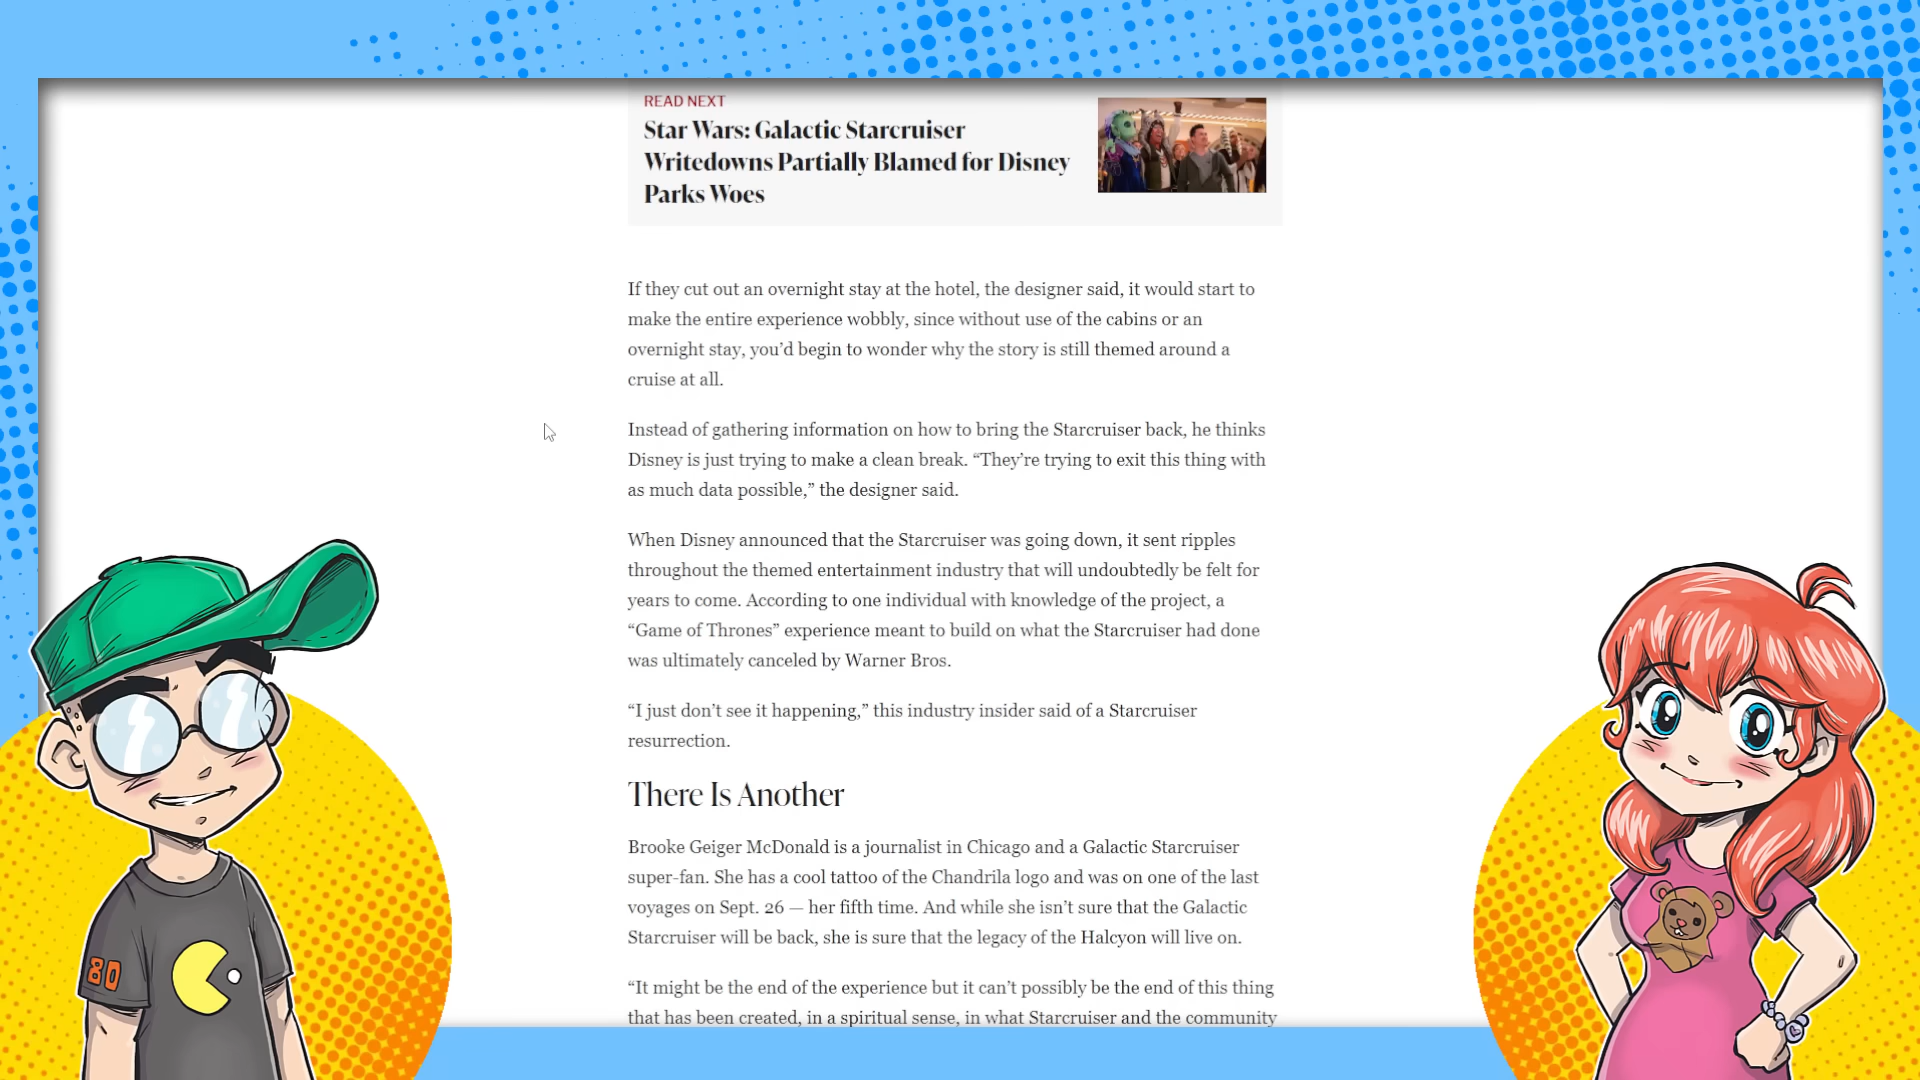 READ NEXT
Star Wars: Galactic Starcruiser
Writedowns Partially Blamed for Disney
Parks Woes
If they cut out an overnight stay at the hotel, the designer said, it would start to
make the entire experience wobbly, since without use of the cabins or an
overnight stay, you’d begin to wonder why the story is still themed around a
cruise at all.
Instead of gathering information on how to bring the Starcruiser back, he thinks
Disney is just trying to make a clean break. “They’re trying to exit this thing with
as much data possible,” the designer said.
When Disney announced that the Starcruiser was going down, it sent ripples
throughout the themed entertainment industry that will undoubtedly be felt for
years to come. According to one individual with knowledge of the project, a
“Game of Thrones” experience meant to build on what the Starcruiser had done
was ultimately canceled by Warner Bros.
“I just don’t see it happening,” this industry insider said of a Starcruiser
resurrection.
There Is Another
Brooke Geiger McDonald is a journalist in Chicago and a Galactic Starcruiser
super-fan. She has a cool tattoo of the Chandrila logo and was on one of the last
voyages on Sept. 26 — her fifth time. And while she isn’t sure that the Galactic
Starcruiser will be back, she is sure that the legacy of the Halcyon will live on.
“It might be the end of the experience but it can’t possibly be the end of this thing
that has been created, in a spiritual sense, in what Starcruiser and the community
80